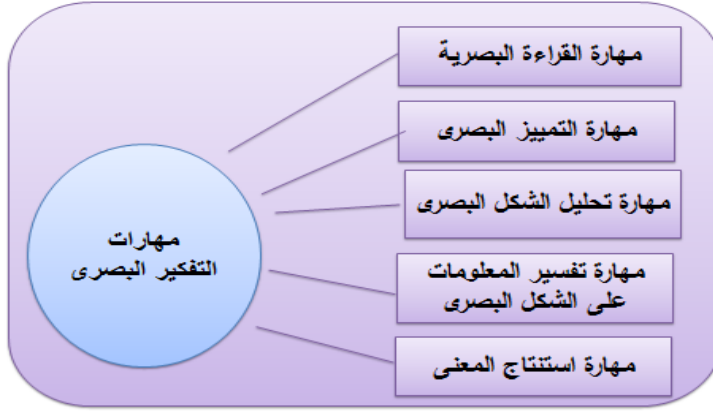 مهارة القراءة البصرية
مهارة التمييز البصرى
مهارة تحليل الشكل البصرى
مهارات
التفكير البصرى
مهارة تفسير المعلومات
على الشكل البصرى
مهارة استنتاج المعنى